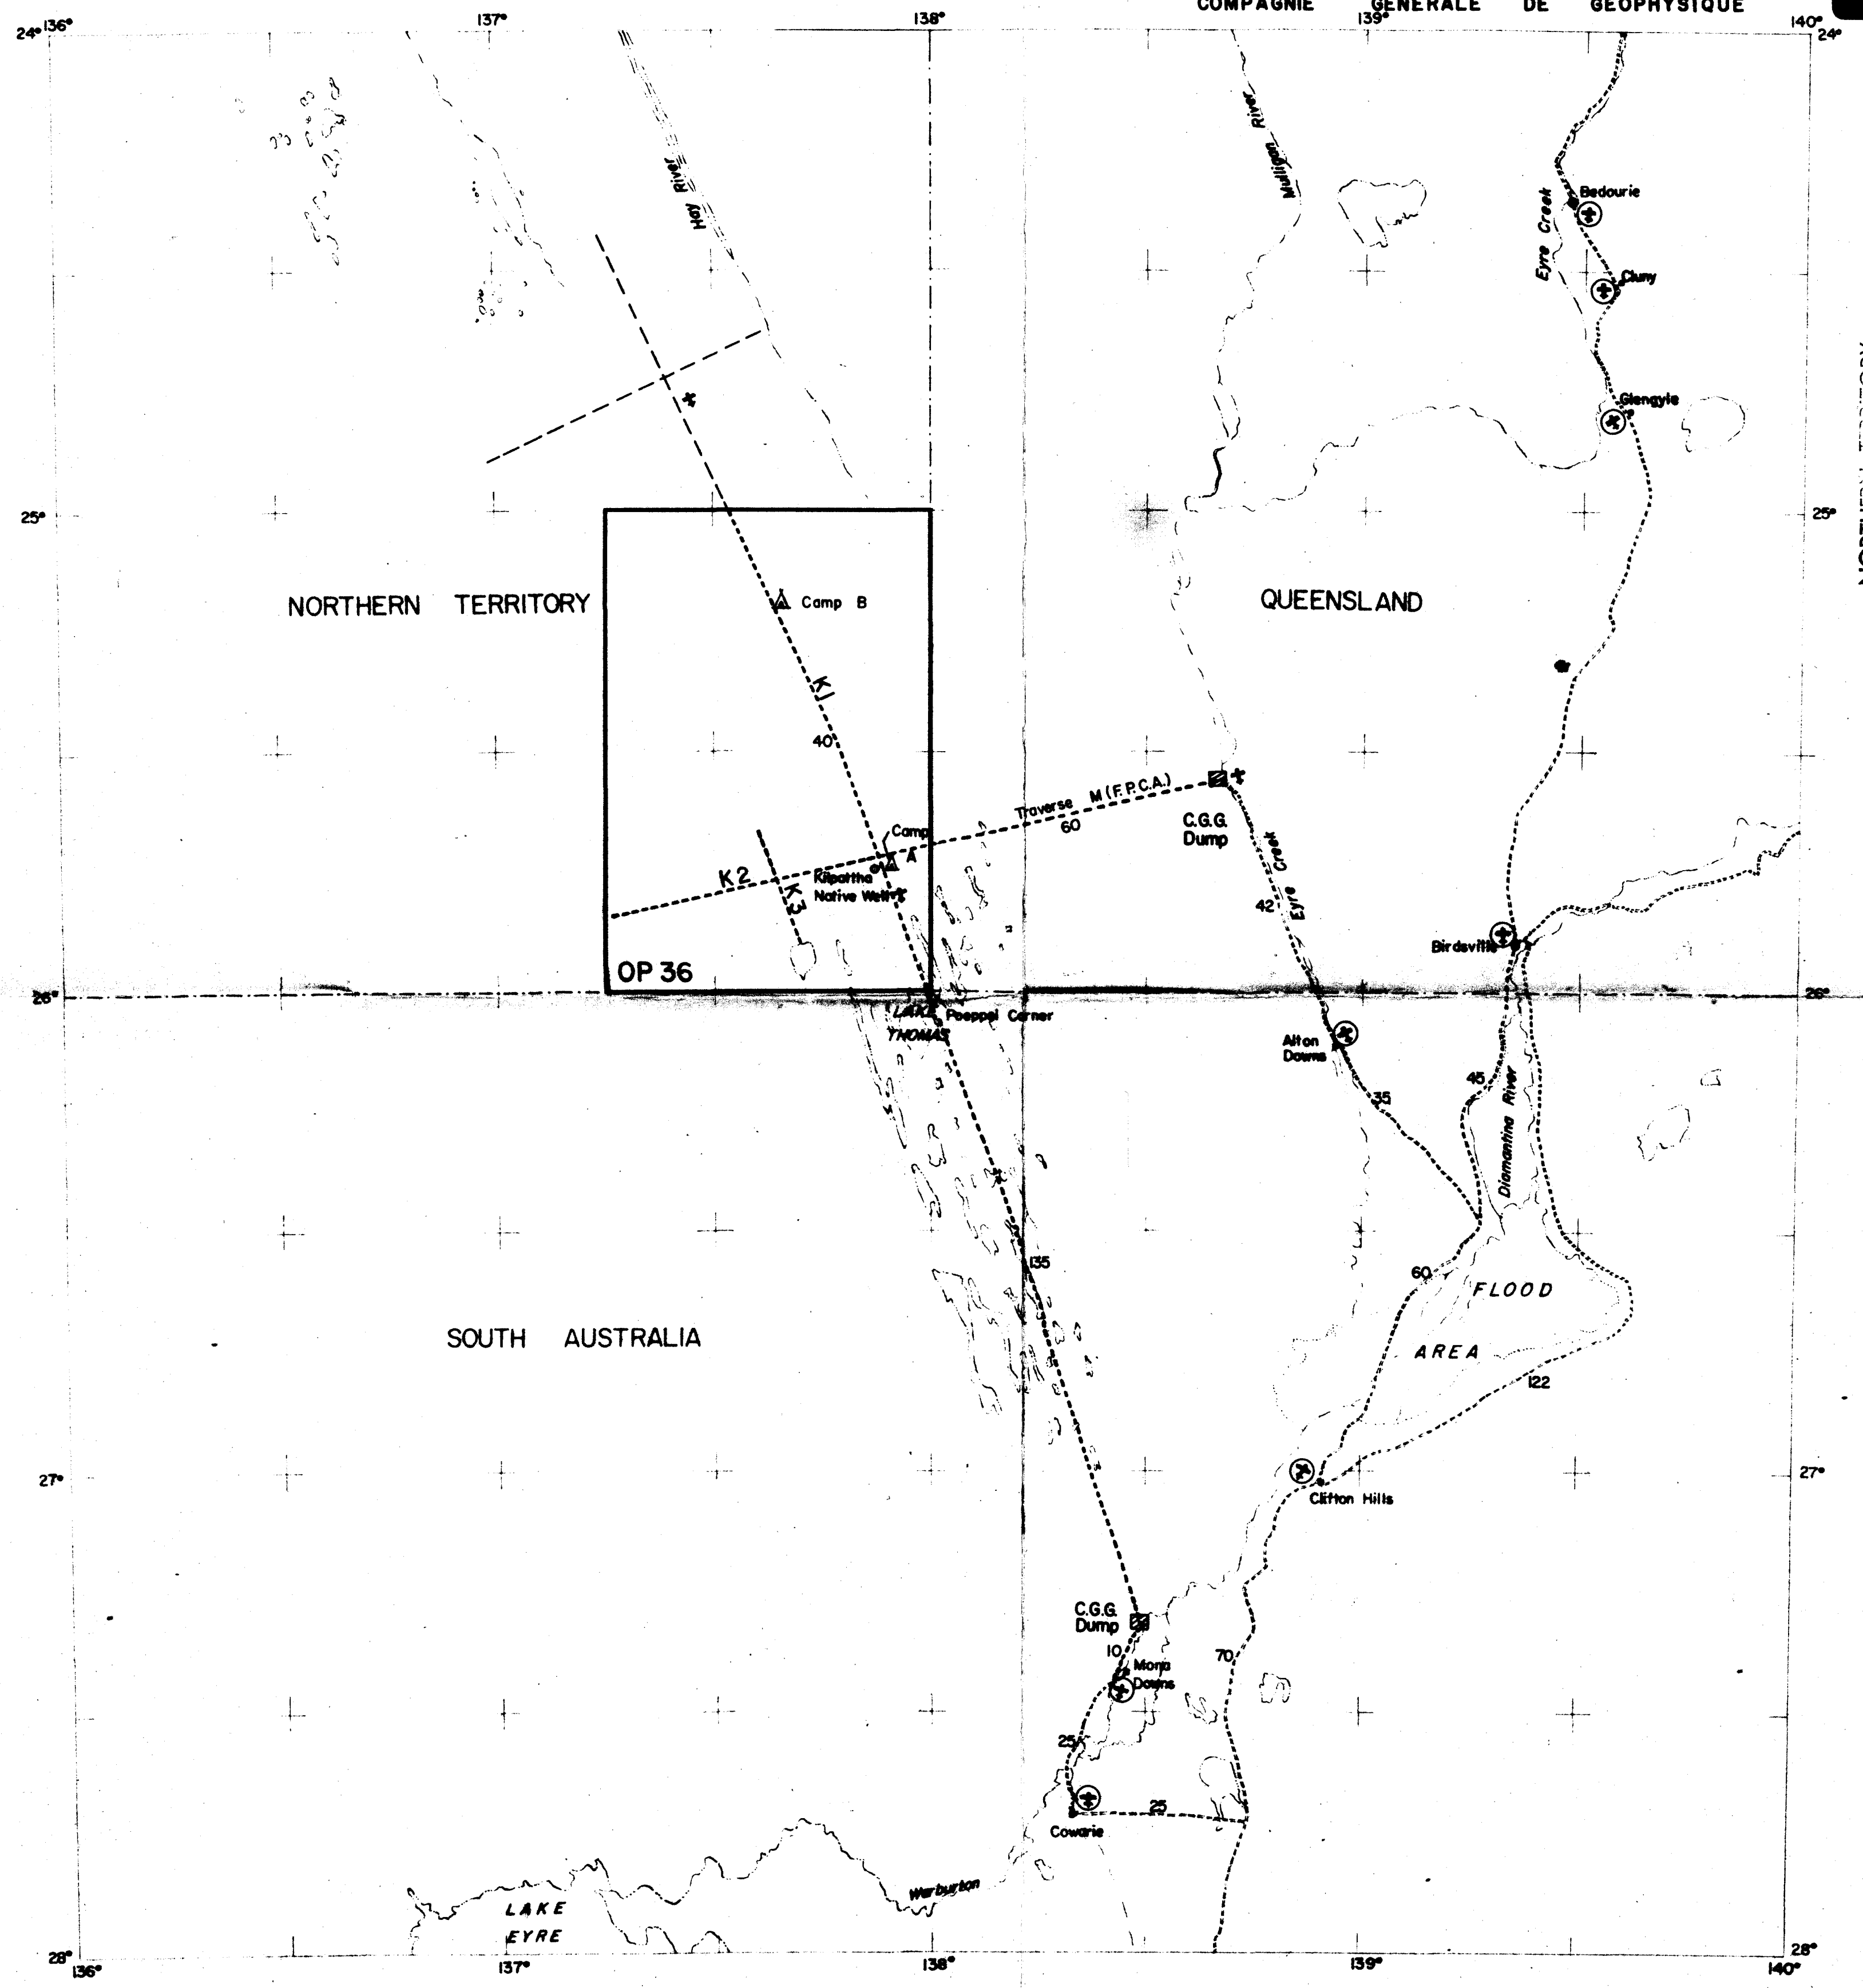 COMPAGNIE GENERALE DE GEOPHYSIQUE
136° 137° 138° 139° 140°
24° 24°
Hay River
Mulligan River
Eyre Creek
Bedourie
Cluny
Glengyle
25° 25°
NORTHERN TERRITORY
NORTHERN TERRITORY
QUEENSLAND
Camp B
K1
40
Traverse M (F.P.C.A.)
60
C.G.G.
Dump
Camp
A
K2
Kilpattha
Native Well
K3
Eyre Creek
42
Birdsville
OP 36
26° 26°
LAKE
THOMAS
Poeppel Corner
Alton
Downs
35
45
Diamantina River
135
60
FLOOD
AREA
122
SOUTH AUSTRALIA
27° 27°
Clifton Hills
C.G.G.
Dump
10
Mona
Downs
70
25
25
Cowarie
Warburton
LAKE
EYRE
28° 28°
136° 137° 138° 139° 140°